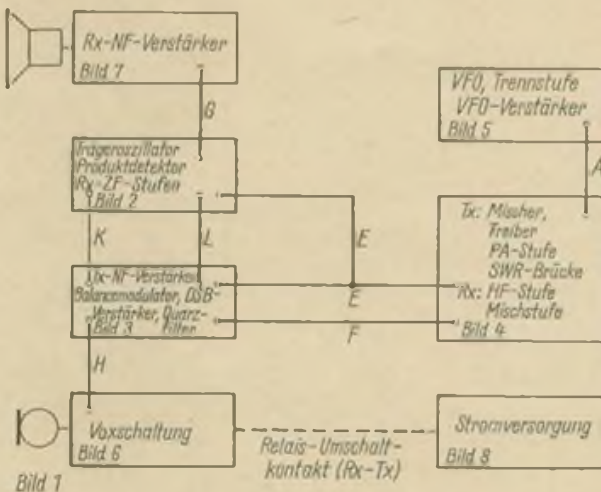 Rx-NF-Verstärker
Bild 7
G
VFO, Trennstufe
VFO-Verstärker
Bild 5
A
Trägeroszillator
Produktdetektor
Rx-ZF-Stufen
Bild 2
K
L
E
Tx: Mischer,
Treiber
PA-Stufe
SWR-Brücke
Rx: HF-Stufe
Mischstufe
Bild 4
Tx-NF-Verstärker
Balancemodulator, DSB-
Verstärker, Quarz-
filter
Bild 3
E
F
H
Voxschaltung
Bild 6
Relais-Umschalt-
kontakt (Rx-Tx)
Stromversorgung
Bild 8
Bild 1